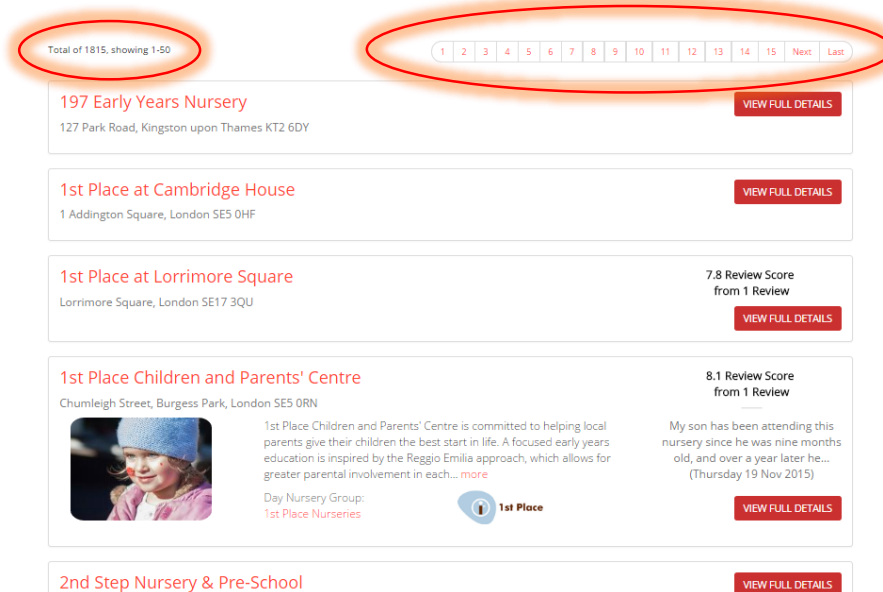 Total of 1815, showing 1-50
1 2 3 4 5 6 7 8 9 10 11 12 13 14 15 Next Last
197 Early Years Nursery
VIEW FULL DETAILS
127 Park Road, Kingston upon Thames KT2 6DY
1st Place at Cambridge House
VIEW FULL DETAILS
1 Addington Square, London SE5 0HF
1st Place at Lorrimore Square
7.8 Review Score
from 1 Review
Lorrimore Square, London SE17 3QU
VIEW FULL DETAILS
1st Place Children and Parents' Centre
8.1 Review Score
from 1 Review
Chumleigh Street, Burgess Park, London SE5 0RN
1st Place Children and Parents' Centre is committed to helping local
parents give their children the best start in life. A focused early years
education is inspired by the Reggio Emilia approach, which allows for
greater parental involvement in each... more
My son has been attending this
nursery since he was nine months
old, and over a year later he...
(Thursday 19 Nov 2015)
Day Nursery Group:
1st Place Nurseries
1st Place
VIEW FULL DETAILS
2nd Step Nursery & Pre-School
VIEW FULL DETAILS